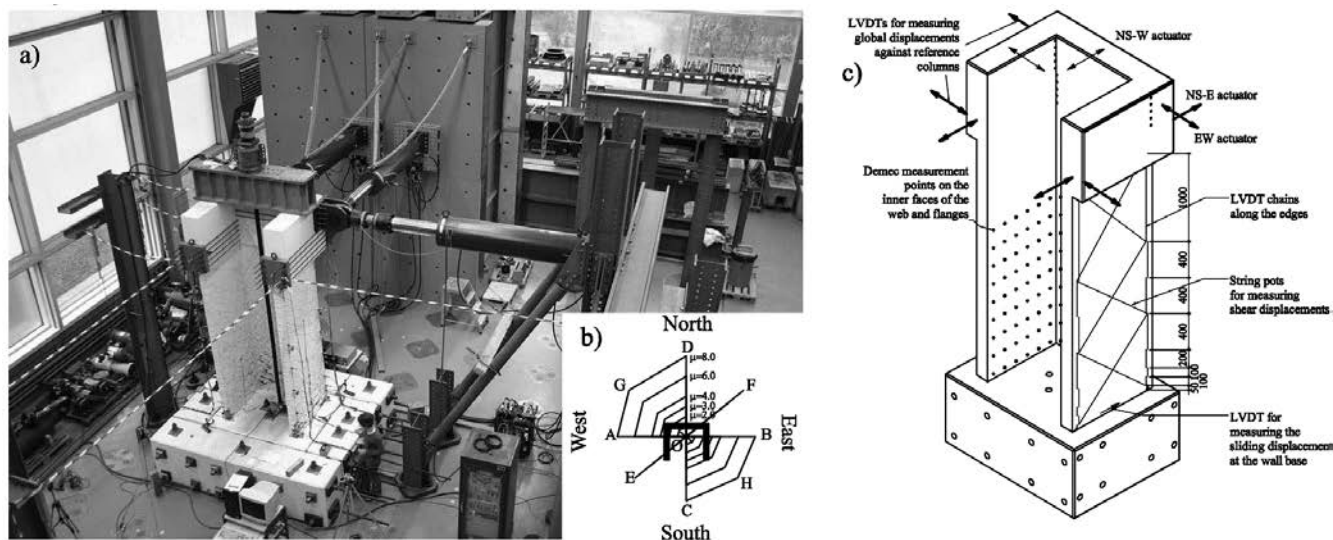 a)
b)
North
D
μ=8.0
G
μ=6.0
F
μ=4.0
μ=3.0
μ=2.0
West
A
O
B
East
E
H
C
South
c)
LVDTs for measuring
global displacements
against reference
columns
NS-W actuator
NS-E actuator
EW actuator
Demec measurement
points on the
inner faces of the
web and flanges
LVDT chains
along the edges
String pots
for measuring
shear displacements
LVDT for
measuring the
sliding displacement
at the wall base
1000
400
400
400
200
100
100
50